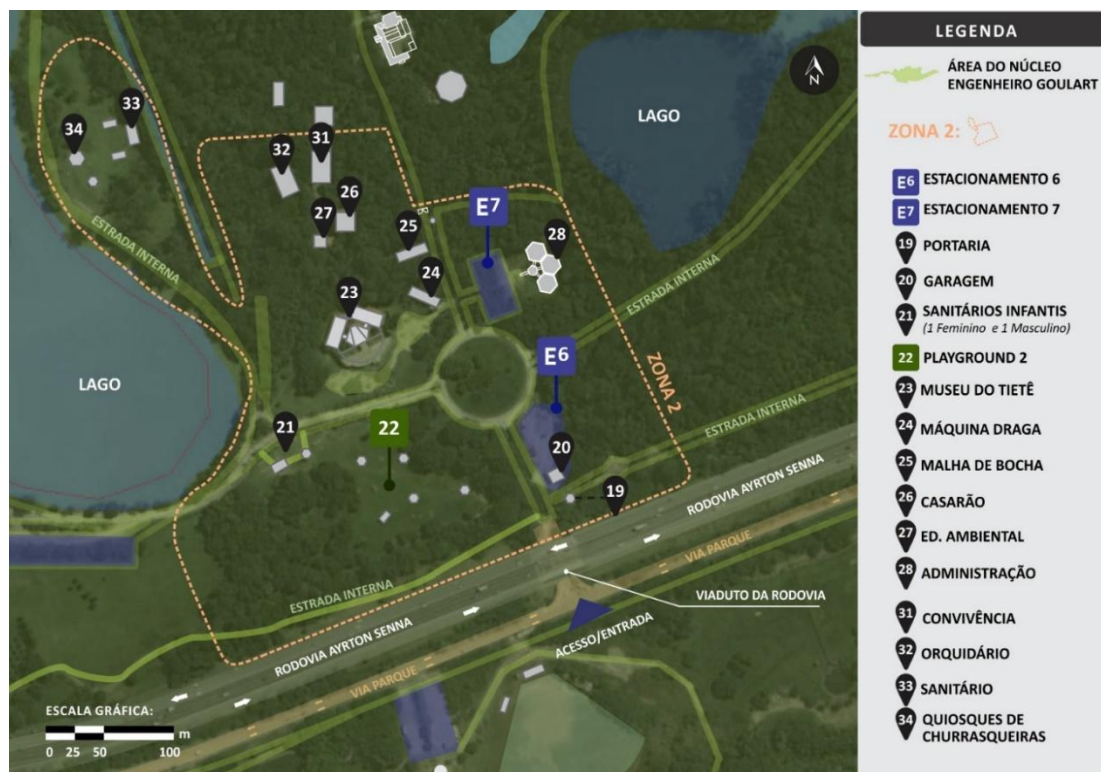 33
34
31
32
LAGO
26
E7
27
25
28
24
ESTRADA INTERNA
23
ESTRADA INTERNA
E6
ZONA 2
LAGO
22
21
20
19
ESTRADA INTERNA
RODOVIA AYRTON SENNA
VIA PARQUE
ESTRADA INTERNA
VIADUTO DA RODOVIA
RODOVIA AYRTON SENNA
ACESSO/ENTRADA
VIA PARQUE
ESCALA GRÁFICA:
m
0 25 50 100
N
LEGENDA
ÁREA DO NÚCLEO
ENGENHEIRO GOULART
ZONA 2:
E6 ESTACIONAMENTO 6
E7 ESTACIONAMENTO 7
19 PORTARIA
20 GARAGEM
21 SANITÁRIOS INFANTIS
(1 Feminino e 1 Masculino)
22 PLAYGROUND 2
23 MUSEU DO TIETÊ
24 MÁQUINA DRAGA
25 MALHA DE BOCHA
26 CASARÃO
27 ED. AMBIENTAL
28 ADMINISTRAÇÃO
31 CONVIVÊNCIA
32 ORQUIDÁRIO
33 SANITÁRIO
34 QUIOSQUES DE
CHURRASQUEIRAS